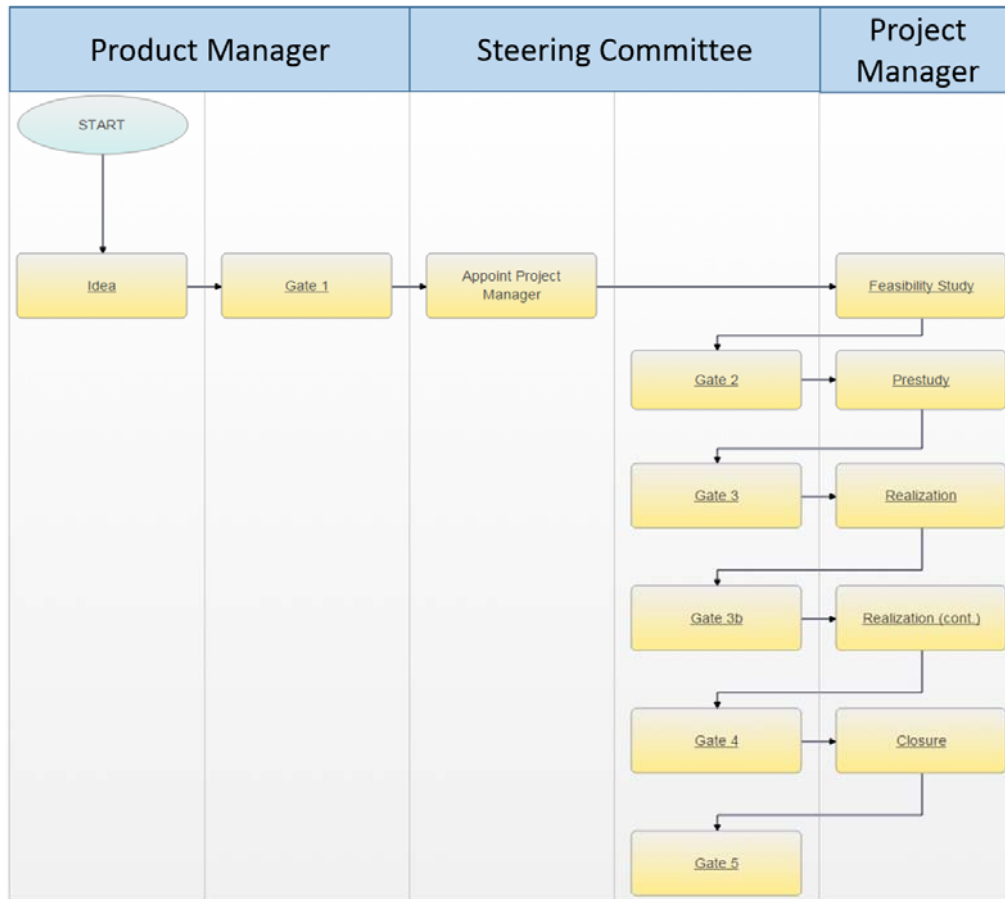 Product Manager
Steering Committee
Project
Manager
START
Idea
Gate 1
Appoint Project
Manager
Feasibility Study
Gate 2
Prestudy
Gate 3
Realization
Gate 3b
Realization (cont.)
Gate 4
Closure
Gate 5